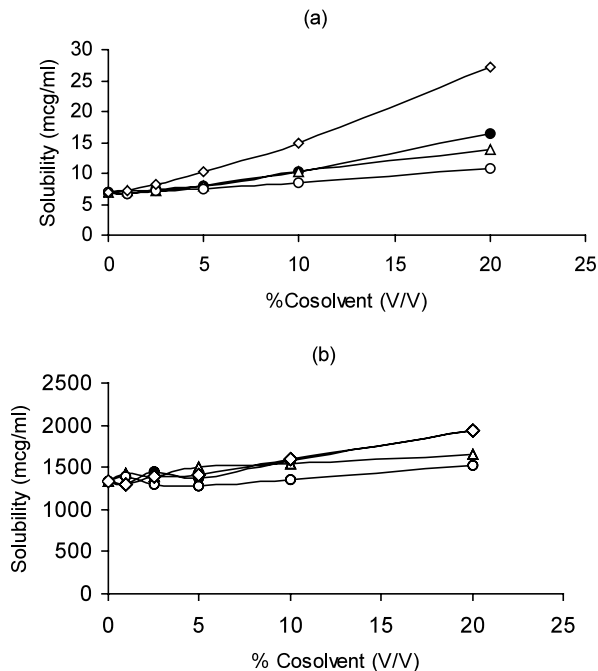 (a)
Solubility (mcg/ml)
30
25
20
15
10
5
0
0 5 10 15 20 25
%Cosolvent (V/V)
(b)
Solubility (mcg/ml)
2500
2000
1500
1000
500
0
0 5 10 15 20 25
% Cosolvent (V/V)